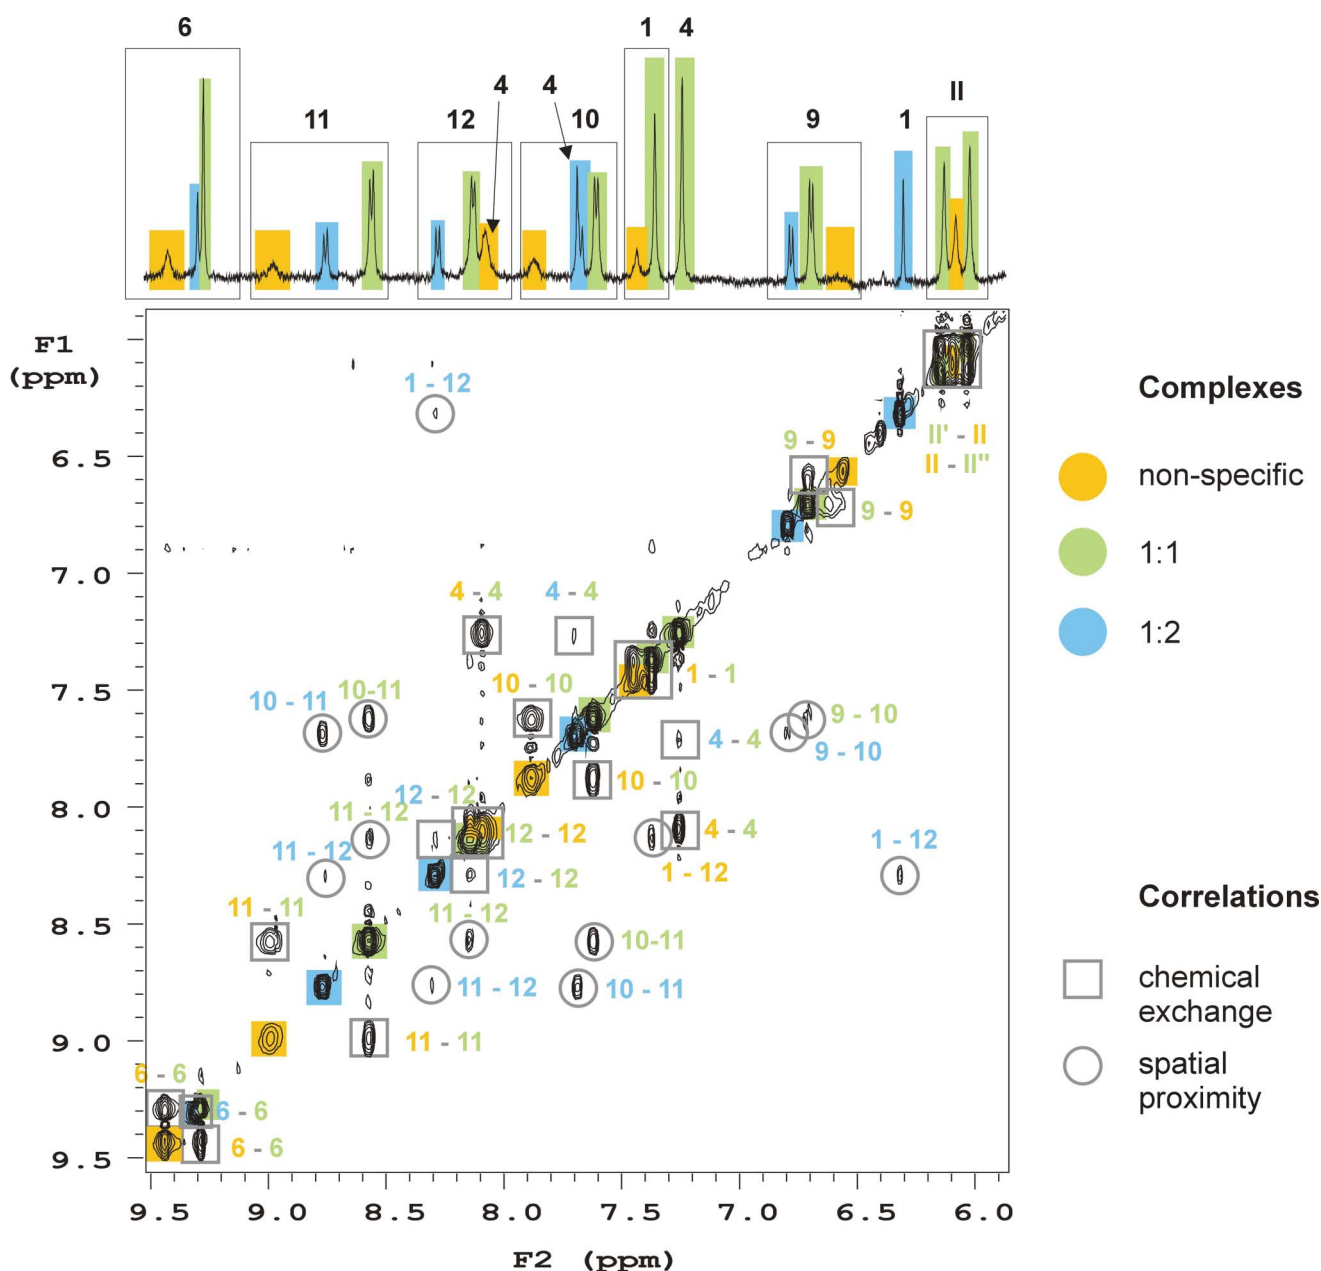 6
11
12
4
4
10
1
4
9
1
II
F1
(ppm)
1 - 12
II' - II
II - II"
9 - 9
9 - 9
4 - 4
4 - 4
10 - 10
1 - 1
10 - 11
10-11
9 - 10
9 - 10
4 - 4
10 - 10
12 - 12
11 - 12
12 - 12
4 - 4
11 - 12
1 - 12
1 - 12
12 - 12
11 - 11
11 - 12
10-11
11 - 12
10 - 11
11 - 11
6 - 6
6 - 6
6 - 6
6.5
7.0
7.5
8.0
8.5
9.0
9.5
9.5 9.0 8.5 8.0 7.5 7.0 6.5 6.0
F2 (ppm)
Complexes
non-specific
1:1
1:2
Correlations
chemical
exchange
spatial
proximity